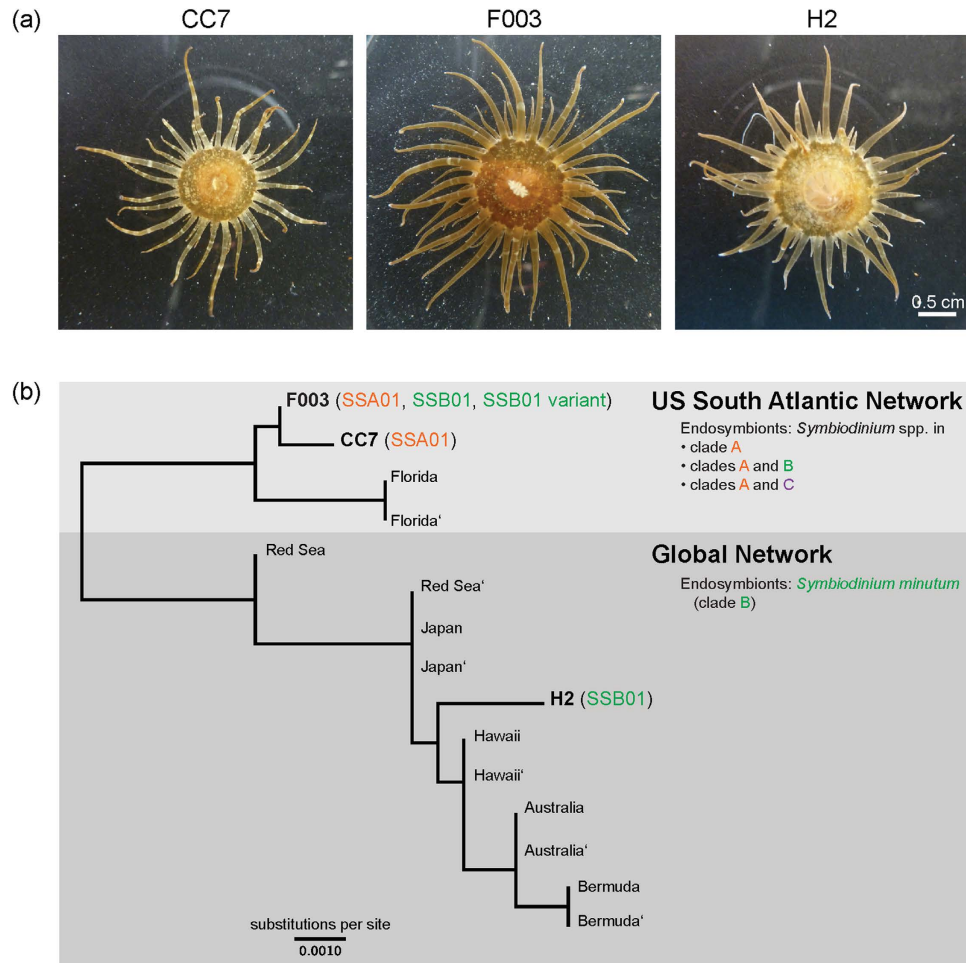 (a)
CC7
F003
H2
0.5 cm
(b)
F003 (SSA01, SSB01, SSB01 variant)
CC7 (SSA01)
Florida
Florida‘
US South Atlantic Network
Endosymbionts: Symbiodinium spp. in
• clade A
• clades A and B
• clades A and C
Red Sea
Red Sea‘
Japan
Japan‘
H2 (SSB01)
Hawaii
Hawaii‘
Australia
Australia‘
Bermuda
Bermuda‘
Global Network
Endosymbionts: Symbiodinium minutum
(clade B)
substitutions per site
0.0010